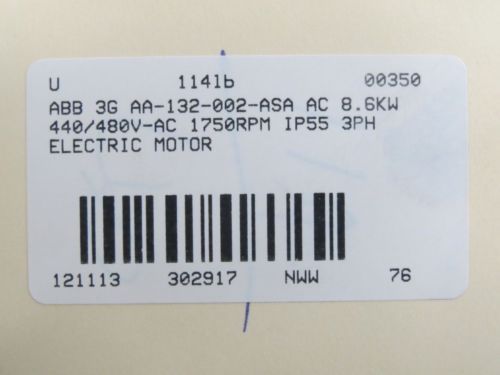 U 1141b 00350
ABB 3G AA-132-002-ASA AC 8.6KW
440/480V-AC 1750RPM IP55 3PH
ELECTRIC MOTOR
121113 302917 NWW 76